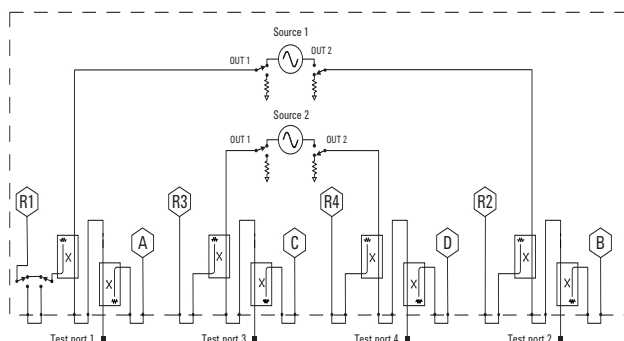 Source 1
OUT 1
OUT 2
Source 2
OUT 1
OUT 2
R1
R3
R4
R2
A
C
D
B
X
X
X
X
X
X
X
X
Test port 1
Test port 3
Test port 4
Test port 2